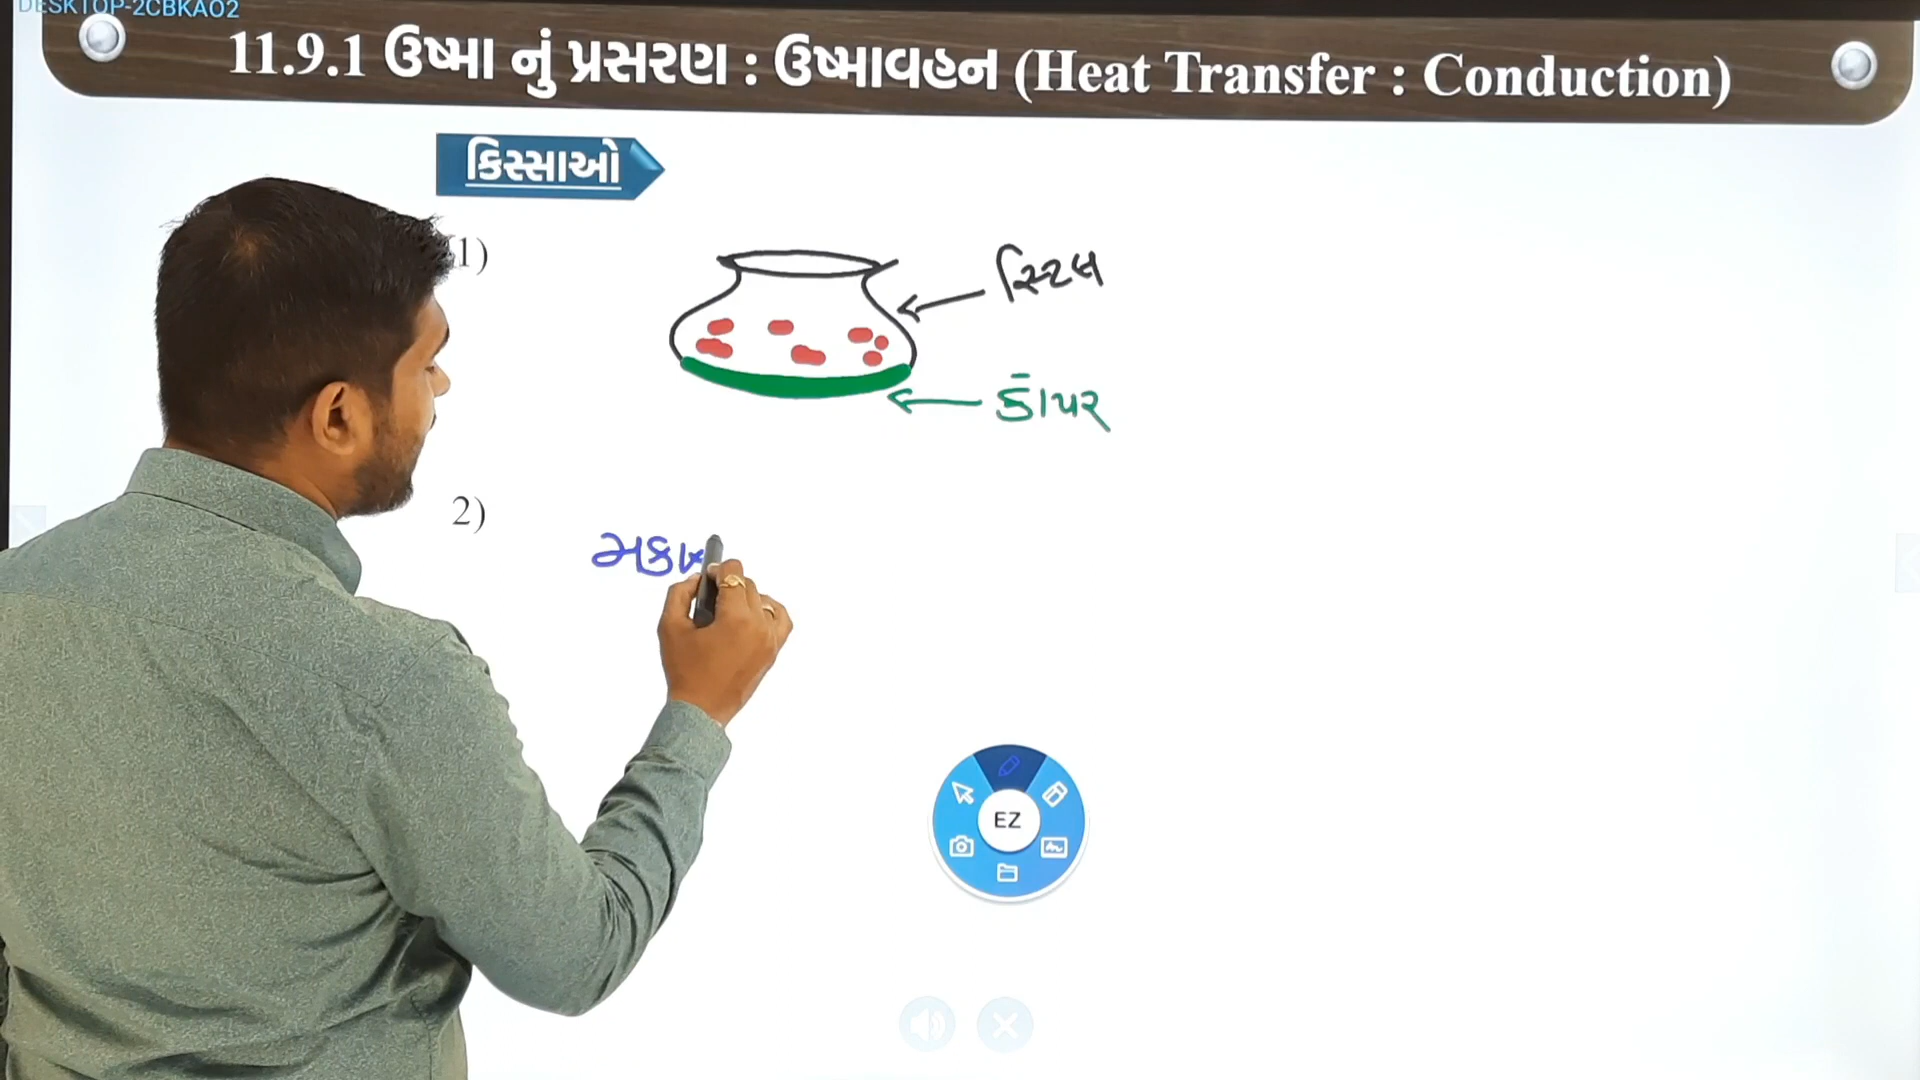 DESKTOP-2CBKAO2
11.9.1 ઉષ્મા નું પ્રસરણ : ઉષ્માવહન (Heat Transfer : Conduction)
કિસ્સાઓ
1)
સ્ટિલ
કૉપર
2)
EZ